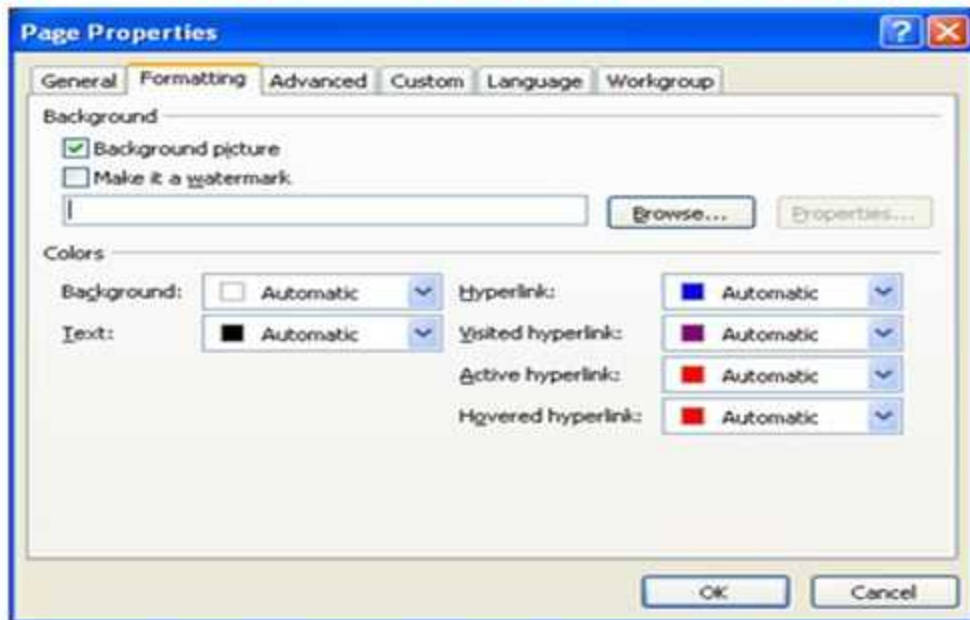 Page Properties
General Formatting Advanced Custom Language Workgroup
Background
Background picture
Make it a watermark
Browse... Properties...
Colors
Background: Automatic Hyperlink: Automatic
Text: Automatic Visited hyperlink: Automatic
Active hyperlink: Automatic
Hovered hyperlink: Automatic
OK Cancel